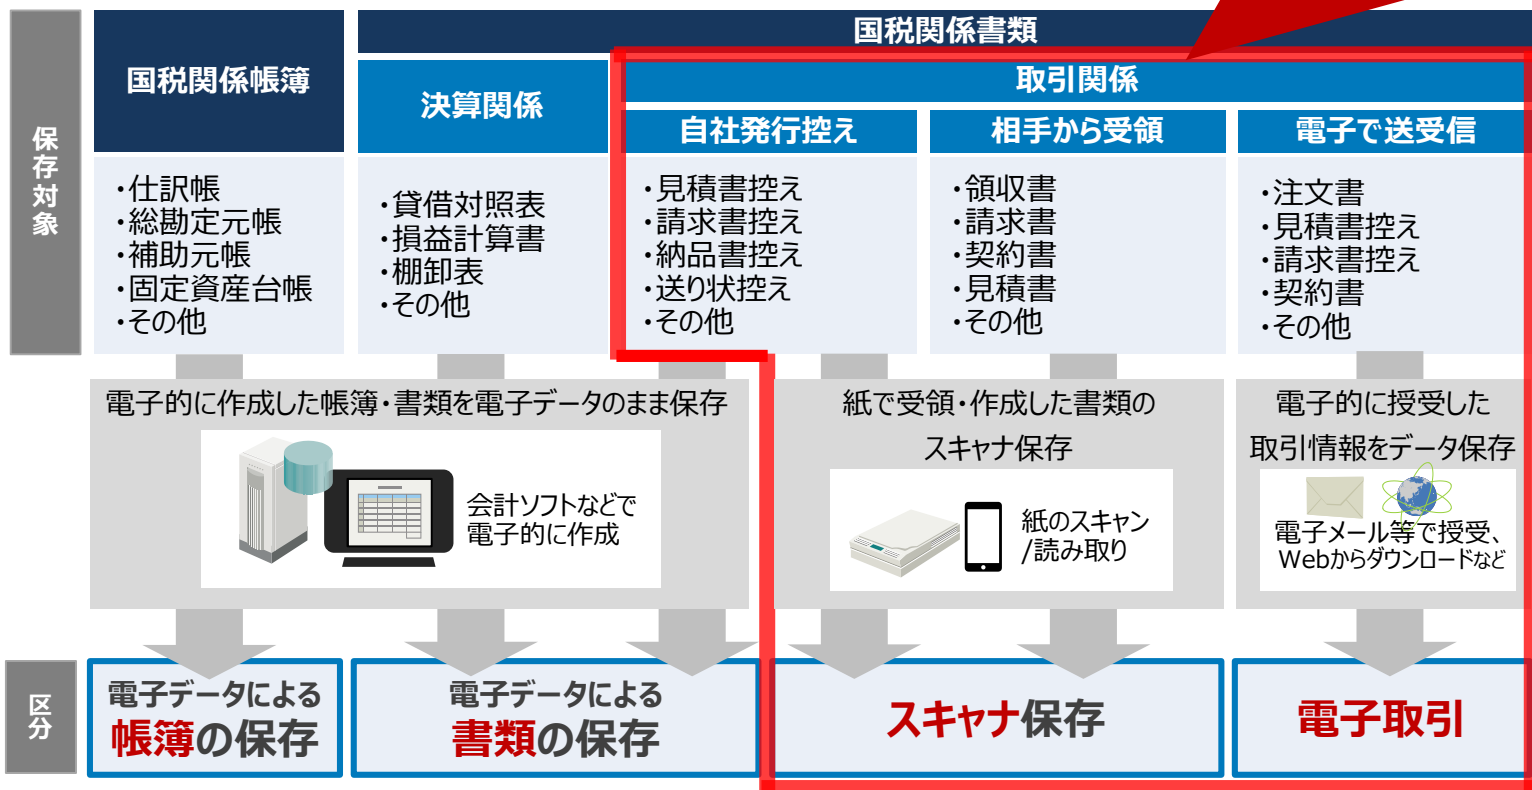 保存対象
国税関係帳簿
・仕訳帳
・総勘定元帳
・補助元帳
・固定資産台帳
・その他
国税関係書類
決算関係
・貸借対照表
・損益計算書
・棚卸表
・その他
取引関係
自社発行控え
・見積書控え
・請求書控え
・納品書控え
・送り状控え
・その他
相手から受領
・領収書
・請求書
・契約書
・見積書
・その他
電子で送受信
・注文書
・見積書控え
・請求書控え
・契約書
・その他
電子的に作成した帳簿・書類を電子データのまま保存
会計ソフトなどで
電子的に作成
紙で受領・作成した書類の
スキャナ保存
紙のスキャン
/読み取り
電子的に授受した
取引情報をデータ保存
電子メール等で授受、
Webからダウンロードなど
区分
電子データによる
帳簿の保存
電子データによる
書類の保存
スキャナ保存
電子取引